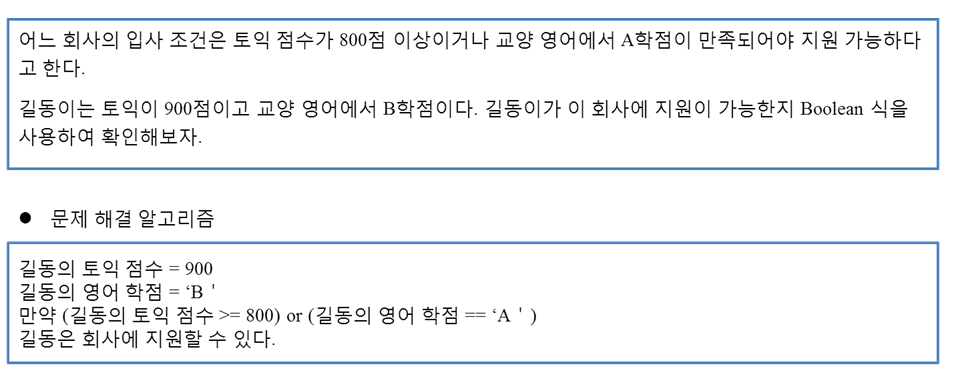 어느 회사의 입사 조건은 토익 점수가 800점 이상이거나 교양 영어에서 A학점이 만족되어야 지원 가능하다
고 한다.
길동이는 토익이 900점이고 교양 영어에서 B학점이다. 길동이가 이 회사에 지원이 가능한지 Boolean 식을
사용하여 확인해보자.
● 문제 해결 알고리즘
길동의 토익 점수 = 900
길동의 영어 학점 = ‘B '
만약 (길동의 토익 점수 >= 800) or (길동의 영어 학점 == ‘A ' )
길동은 회사에 지원할 수 있다.